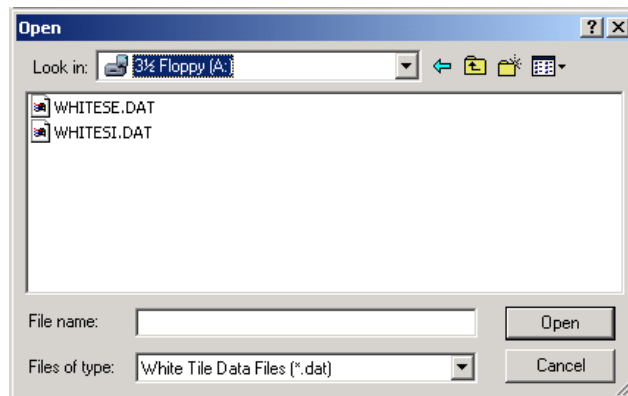 Open
Look in: 3½ Floppy (A:)
WHITESE.DAT
WHITESI.DAT
File name: Open
Files of type: White Tile Data Files (*.dat) Cancel